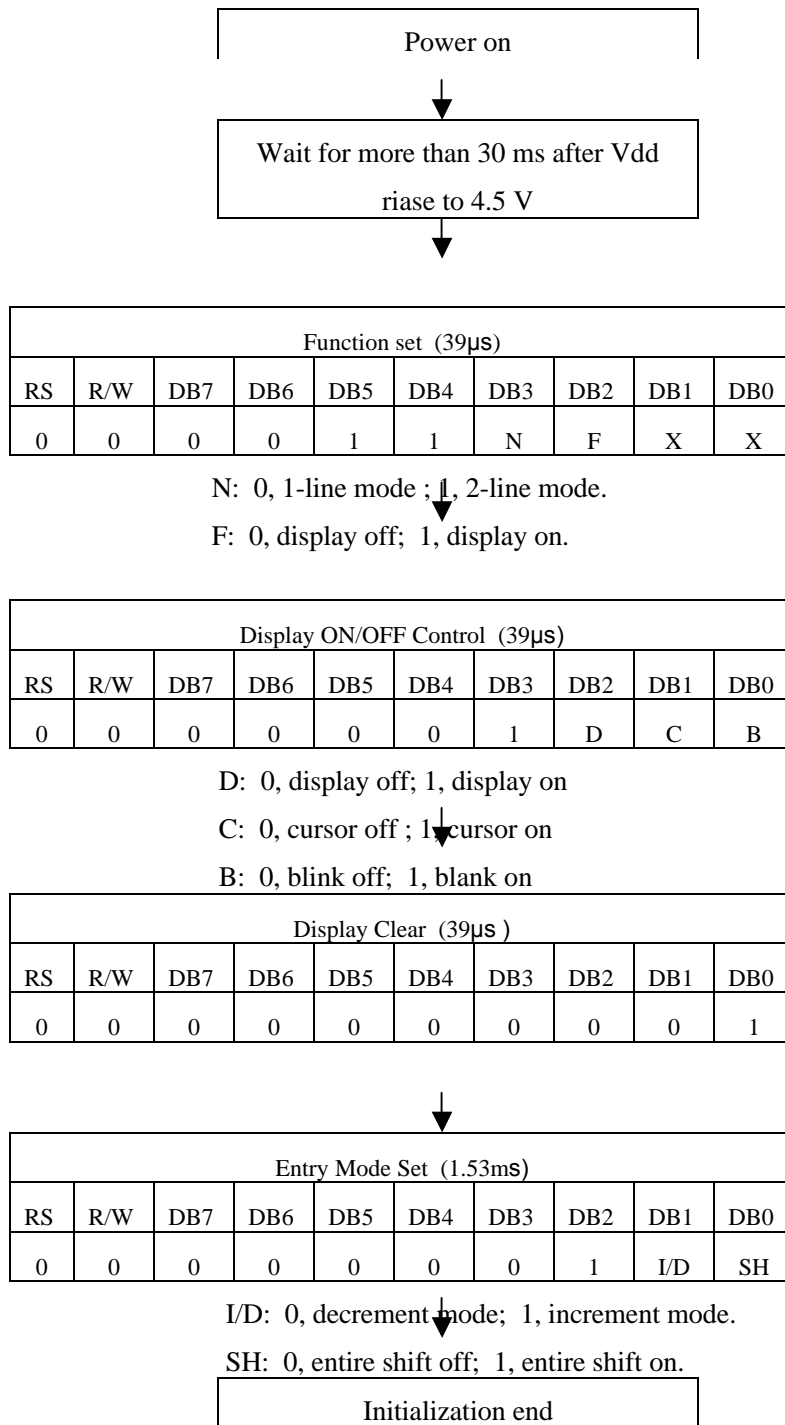 Power on
Wait for more than 30 ms after Vdd
riase to 4.5 V
Function set (39µs)
RS R/W DB7 DB6 DB5 DB4 DB3 DB2 DB1 DB0
0 0 0 0 1 1 N F X X
N: 0, 1-line mode ; 1, 2-line mode.
F: 0, display off; 1, display on.
Display ON/OFF Control (39µs)
RS R/W DB7 DB6 DB5 DB4 DB3 DB2 DB1 DB0
0 0 0 0 0 0 1 D C B
D: 0, display off; 1, display on
C: 0, cursor off ; 1, cursor on
B: 0, blink off; 1, blank on
Display Clear (39µs )
RS R/W DB7 DB6 DB5 DB4 DB3 DB2 DB1 DB0
0 0 0 0 0 0 0 0 0 1
Entry Mode Set (1.53ms)
RS R/W DB7 DB6 DB5 DB4 DB3 DB2 DB1 DB0
0 0 0 0 0 0 0 1 I/D SH
I/D: 0, decrement mode; 1, increment mode.
SH: 0, entire shift off; 1, entire shift on.
Initialization end